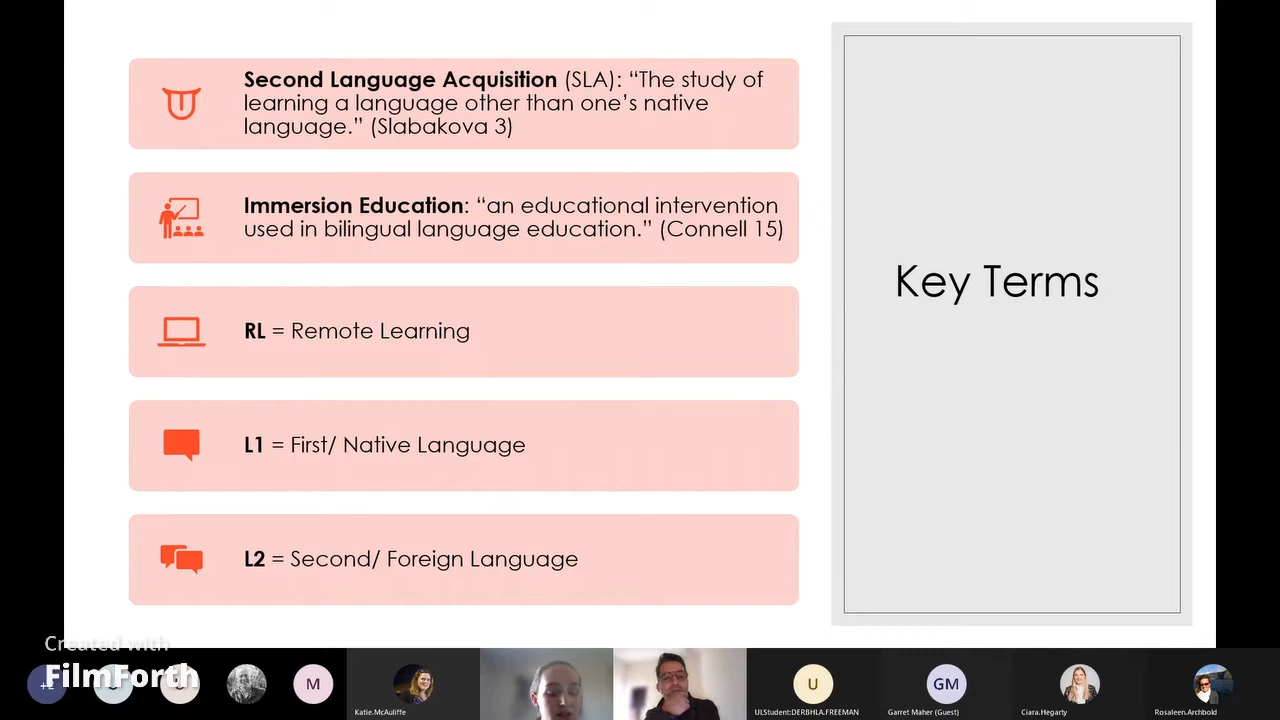 Second Language Acquisition (SLA): “The study of
learning a language other than one’s native
language.” (Slabakova 3)
Immersion Education: “an educational intervention
used in bilingual language education.” (Connell 15)
RL = Remote Learning
L1 = First/ Native Language
L2 = Second/ Foreign Language
Key Terms
Created with
FilmForth
M
Katie.McAuliffe
U
ULStudent:DERBHLA.FREEMAN
GM
Garret Maher (Guest)
Ciara.Hegarty
Rosaleen.Archbold